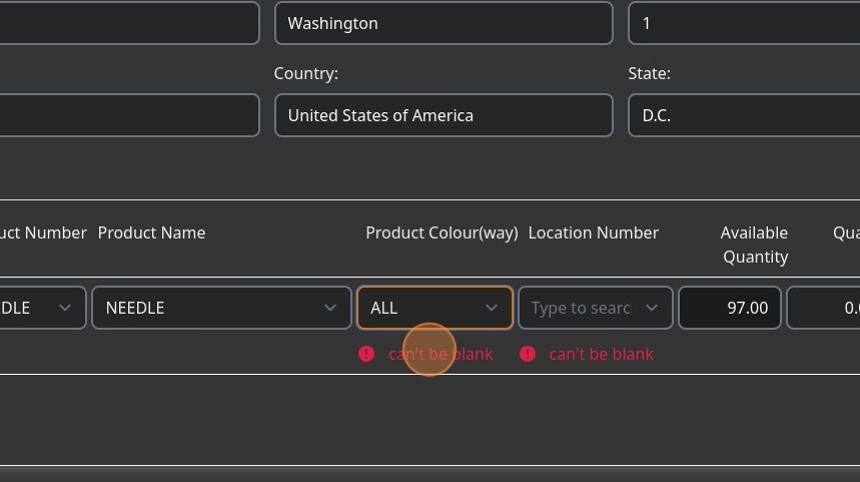 Washington
1
Country:
State:
United States of America
D.C.
uct Number
Product Name
Product Colour(way)
Location Number
Available
Quantity
Qua
DLE
NEEDLE
ALL
Type to searc
97.00
0.0
can't be blank
can't be blank